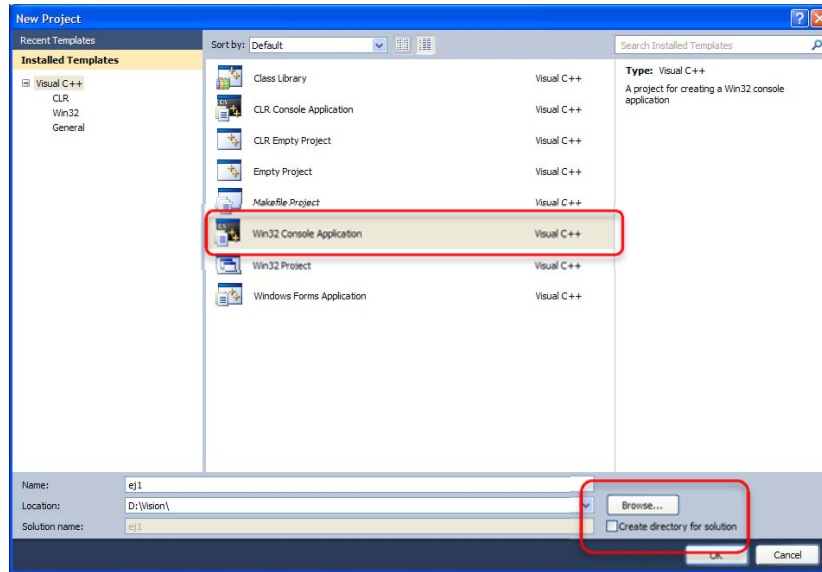 New Project
Recent Templates
Installed Templates
Visual C++
CLR
Win32
General
Sort by: Default
Search Installed Templates
Class Library Visual C++
CLR Console Application Visual C++
CLR Empty Project Visual C++
Empty Project Visual C++
Makefile Project Visual C++
Win32 Console Application Visual C++
Win32 Project Visual C++
Windows Forms Application Visual C++
Type: Visual C++
A project for creating a Win32 console
application
Name: ej1
Location: D:\Vision\
Browse...
Solution name: ej1
Create directory for solution
OK Cancel